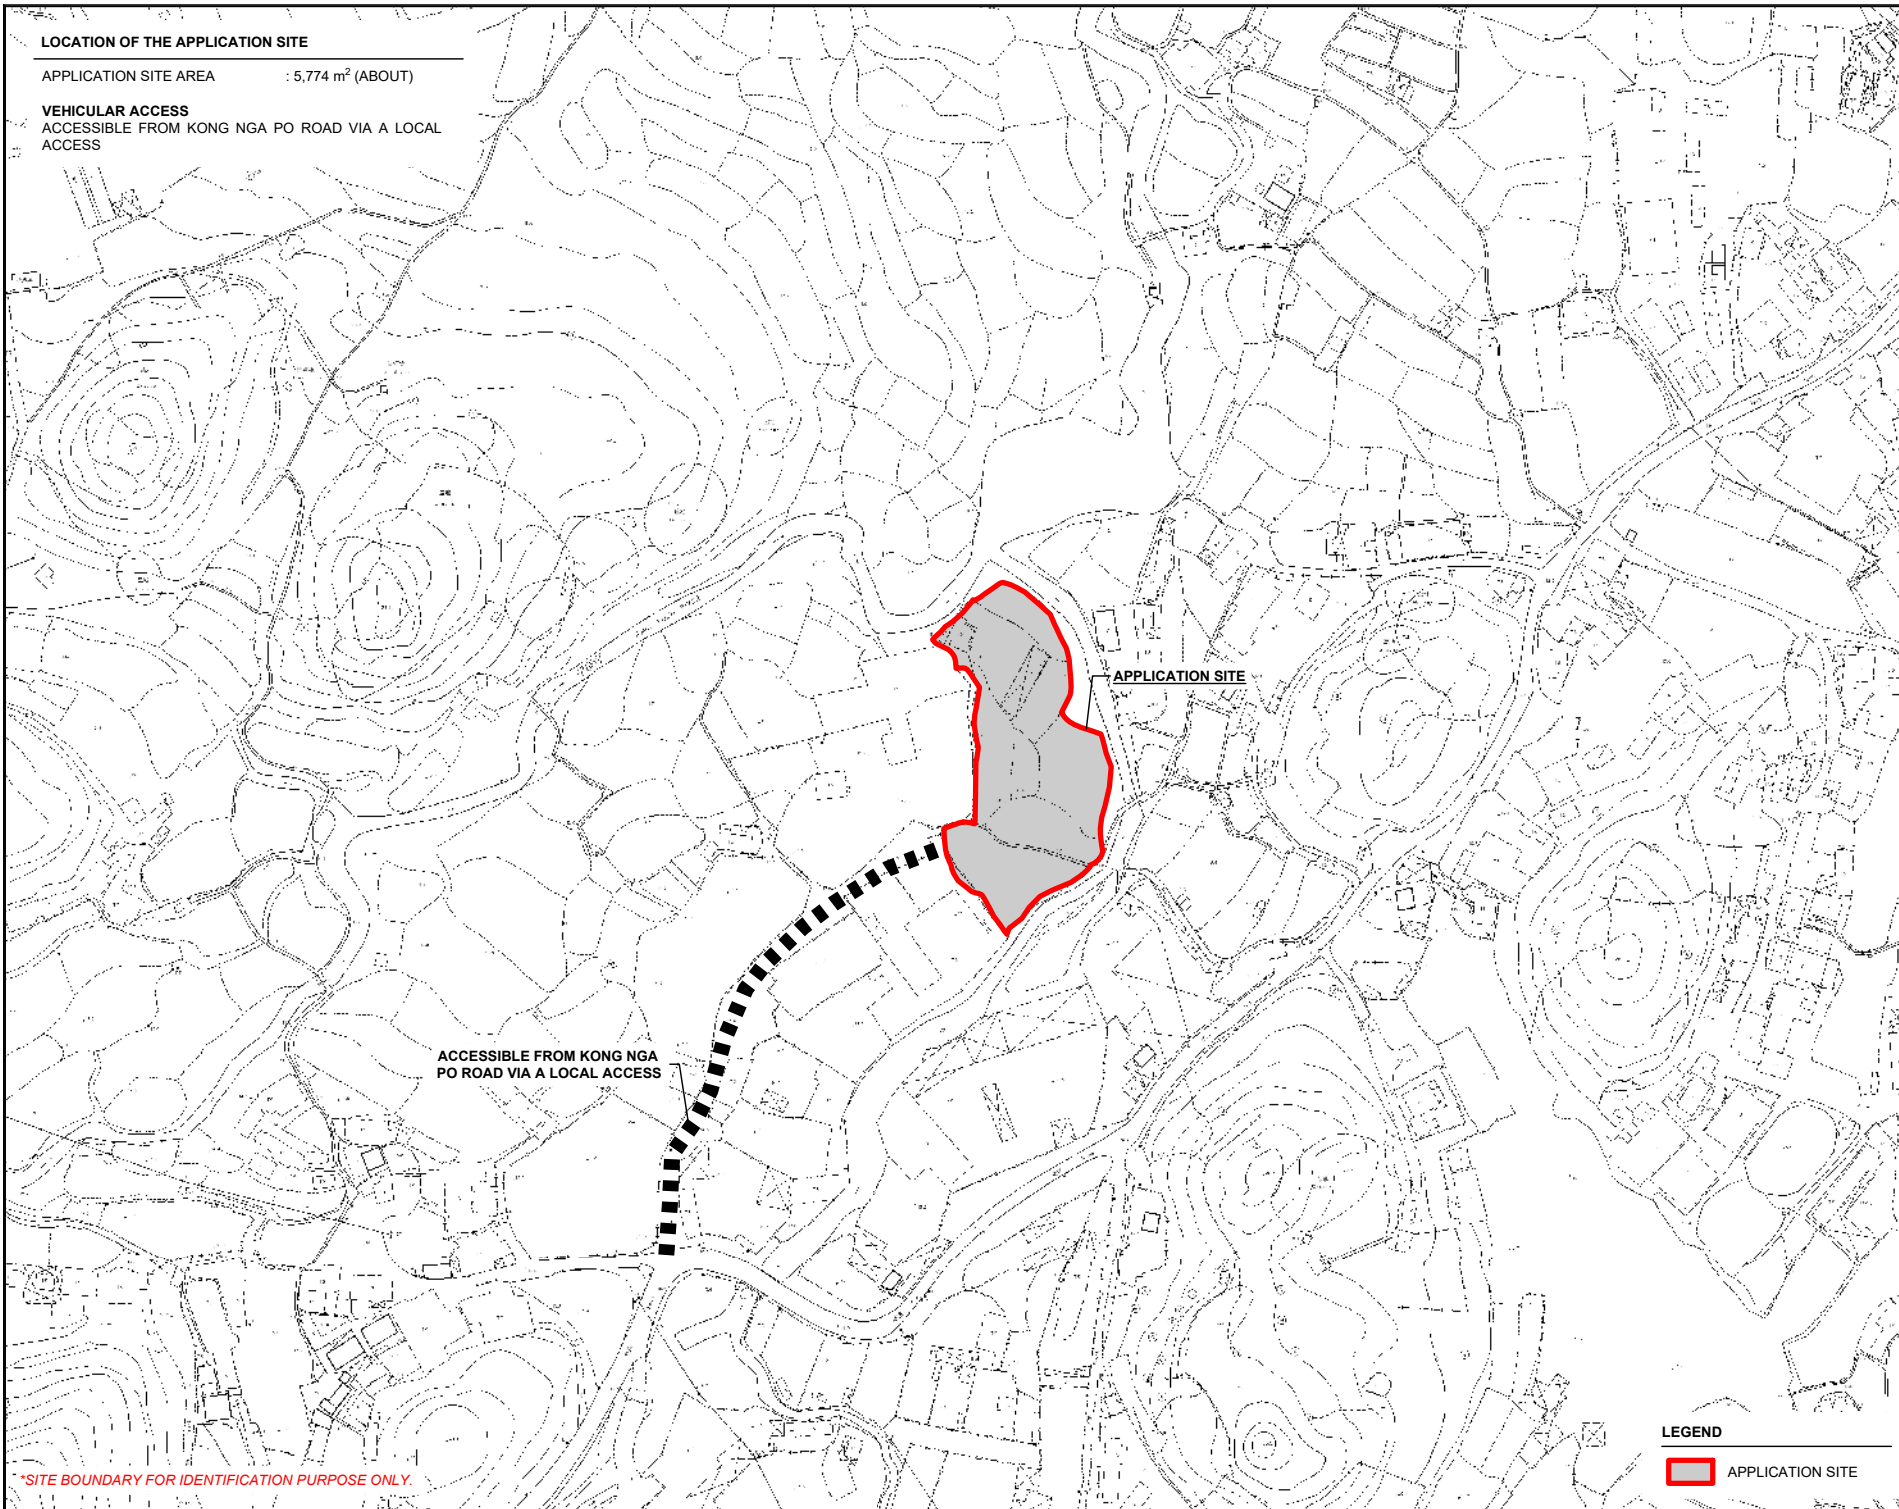 LOCATION OF THE APPLICATION SITE
APPLICATION SITE AREA : 5,774 m² (ABOUT)
VEHICULAR ACCESS
ACCESSIBLE FROM KONG NGA PO ROAD VIA A LOCAL
ACCESS
APPLICATION SITE
ACCESSIBLE FROM KONG NGA
PO ROAD VIA A LOCAL ACCESS
LEGEND
APPLICATION SITE
*SITE BOUNDARY FOR IDENTIFICATION PURPOSE ONLY.